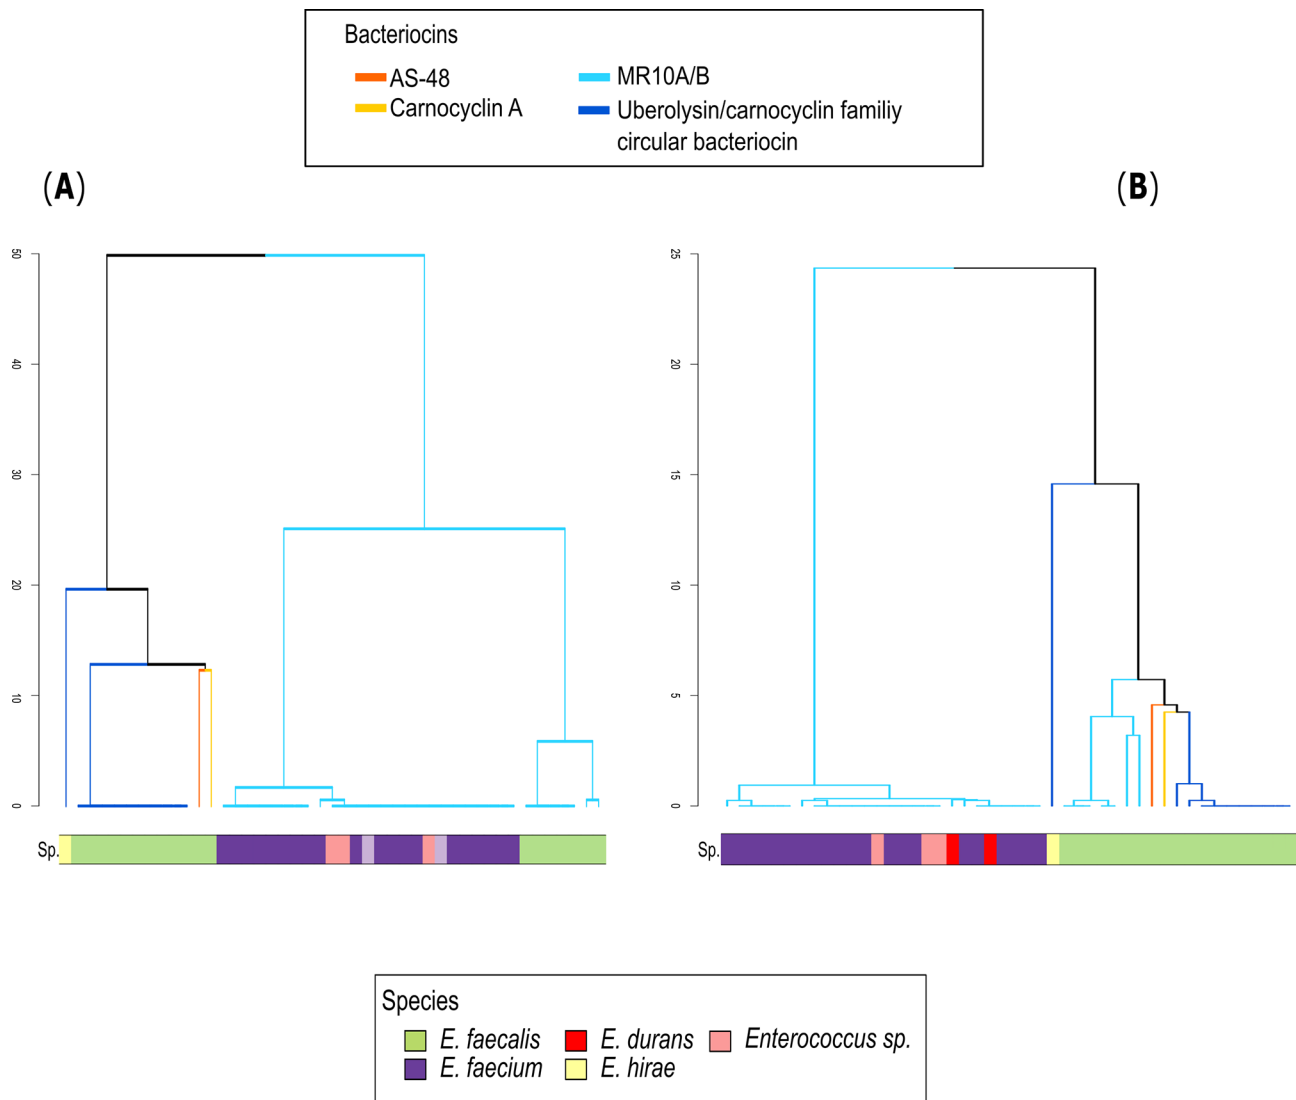 Bacteriocins
AS-48
MR10A/B
Carnocyclin A
Uberolysin/carnocyclin familiy
circular bacteriocin
(A)
(B)
50
40
30
20
10
0
Sp.
25
20
15
10
5
0
Sp.
Species
E. faecalis
E. durans
Enterococcus sp.
E. faecium
E. hirae